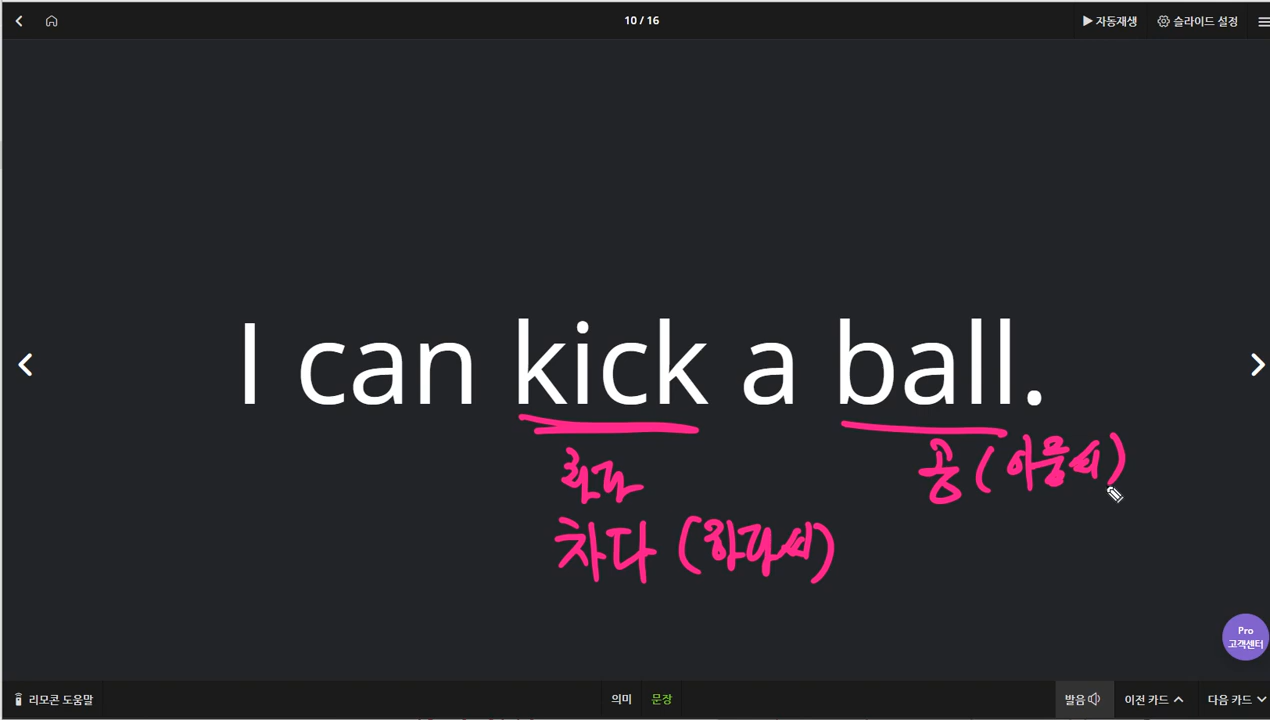 10 / 16
자동재생
슬라이드 설정
I can kick a ball.
공 (아뭉씨)
차다 (하다씨)
Pro
고객센터
리모콘 도움말
의미
문장
발음
이전 카드
다음 카드